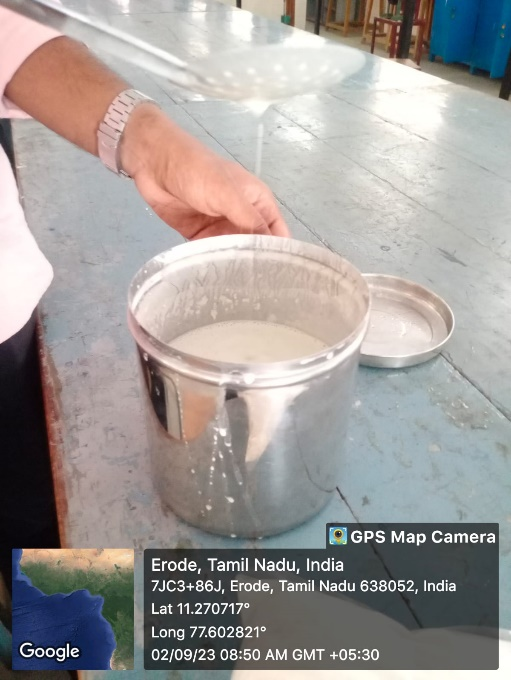 GPS Map Camera
Erode, Tamil Nadu, India
7JC3+86J, Erode, Tamil Nadu 638052, India
Lat 11.270717°
Long 77.602821°
02/09/23 08:50 AM GMT +05:30
Google